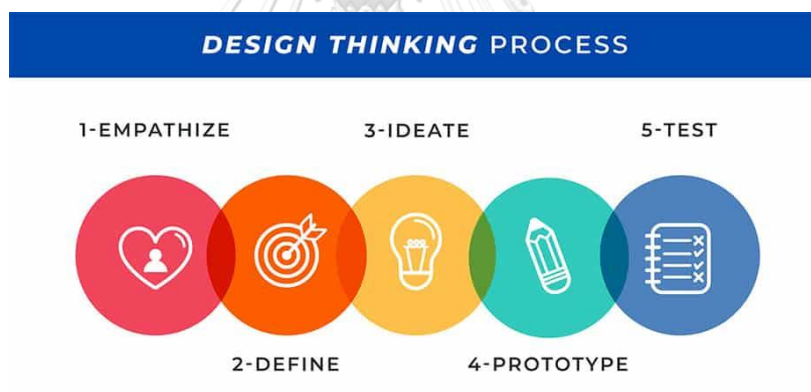 DESIGN THINKING PROCESS
1-EMPATHIZE
3-IDEATE
5-TEST
2-DEFINE
4-PROTOTYPE